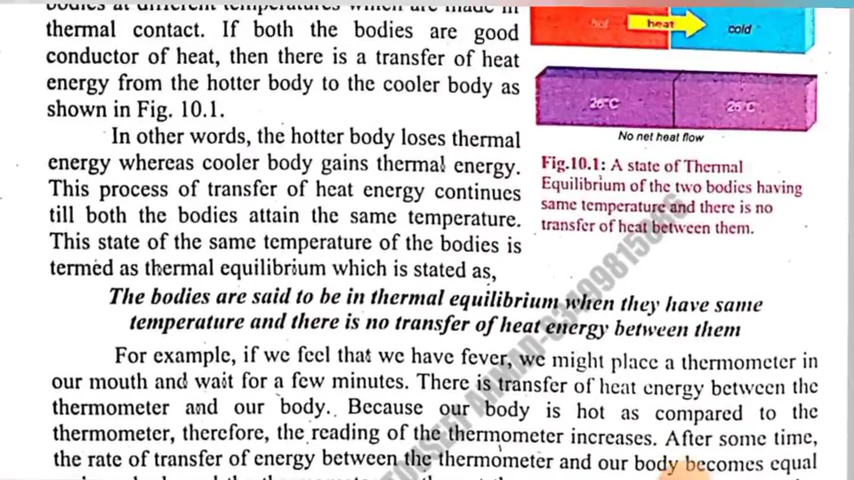 bodies at different temperatures which are made in
thermal contact. If both the bodies are good
conductor of heat, then there is a transfer of heat
energy from the hotter body to the cooler body as
shown in Fig. 10.1.
In other words, the hotter body loses thermal
energy whereas cooler body gains thermal energy.
This process of transfer of heat energy continues
till both the bodies attain the same temperature.
This state of the same temperature of the bodies is
termed as thermal equilibrium which is stated as,
hot heat cold
26°C 26°C
No net heat flow
Fig.10.1: A state of Thermal
Equilibrium of the two bodies having
same temperature and there is no
transfer of heat between them.
The bodies are said to be in thermal equilibrium when they have same
temperature and there is no transfer of heat energy between them
For example, if we feel that we have fever, we might place a thermometer in
our mouth and wait for a few minutes. There is transfer of heat energy between the
thermometer and our body. Because our body is hot as compared to the
thermometer, therefore, the reading of the thermometer increases. After some time,
the rate of transfer of energy between the thermometer and our body becomes equal